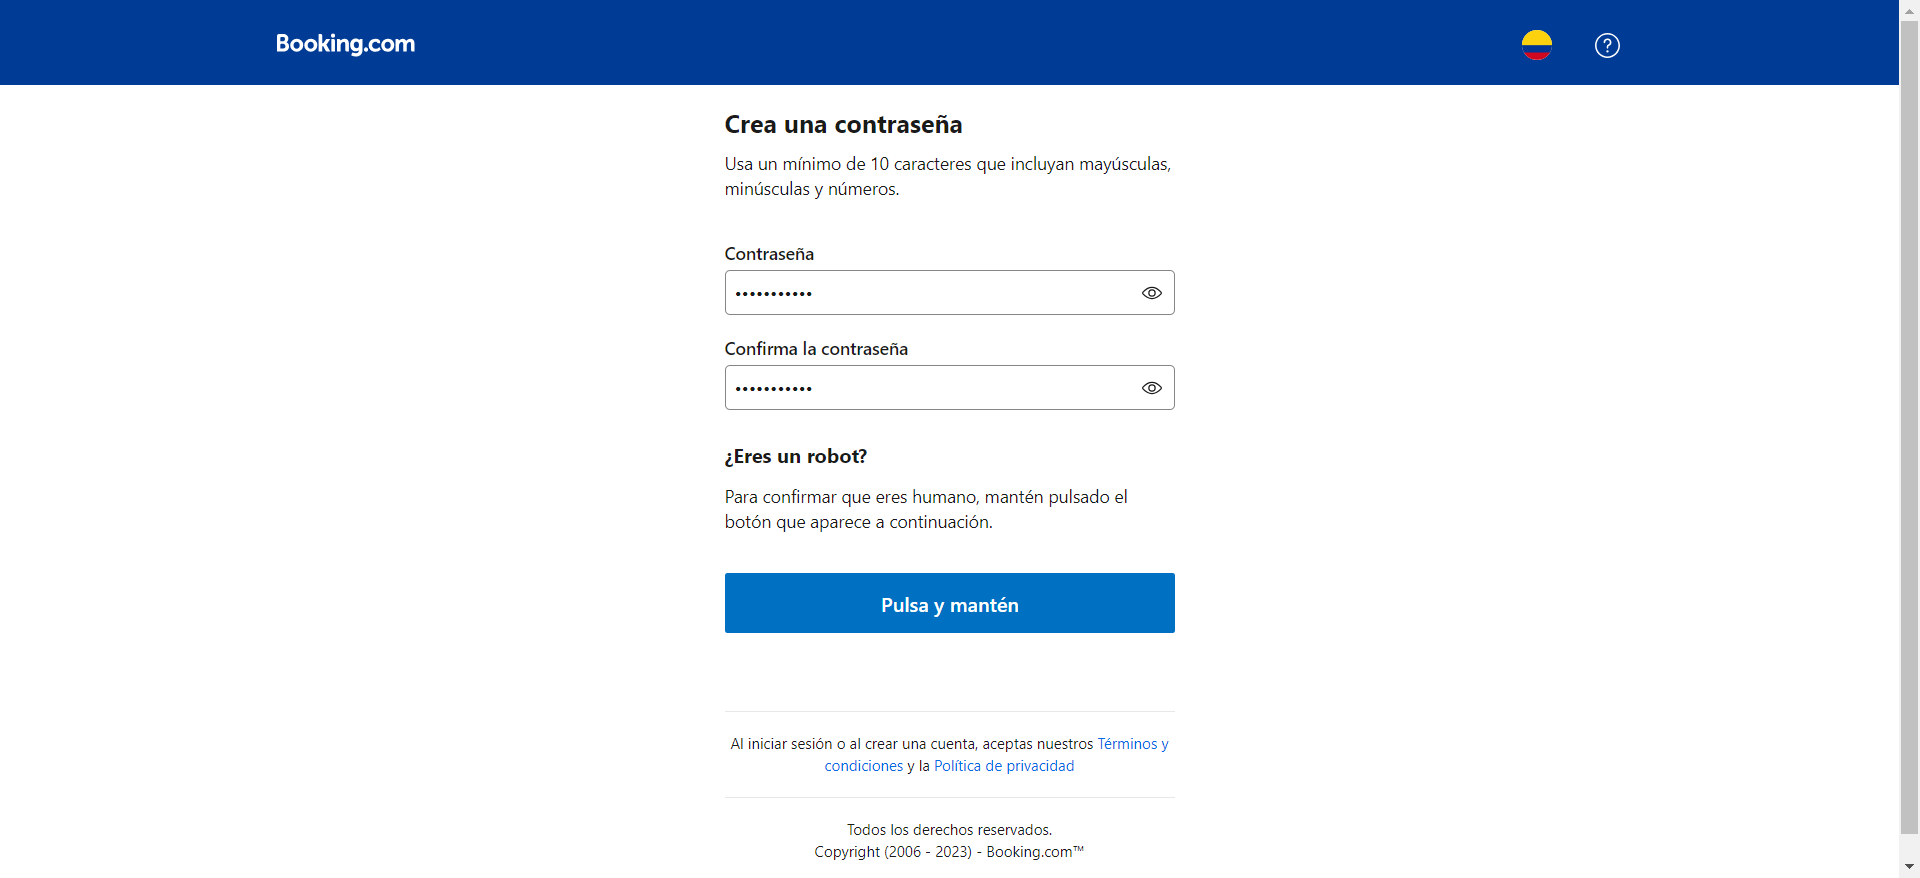 Booking.com
Crea una contraseña
Usa un mínimo de 10 caracteres que incluyan mayúsculas,
minúsculas y números.
Contraseña
•••••••••••
Confirma la contraseña
•••••••••••
¿Eres un robot?
Para confirmar que eres humano, mantén pulsado el
botón que aparece a continuación.
Pulsa y mantén
Al iniciar sesión o al crear una cuenta, aceptas nuestros Términos y
condiciones y la Política de privacidad
Todos los derechos reservados.
Copyright (2006 - 2023) - Booking.com™